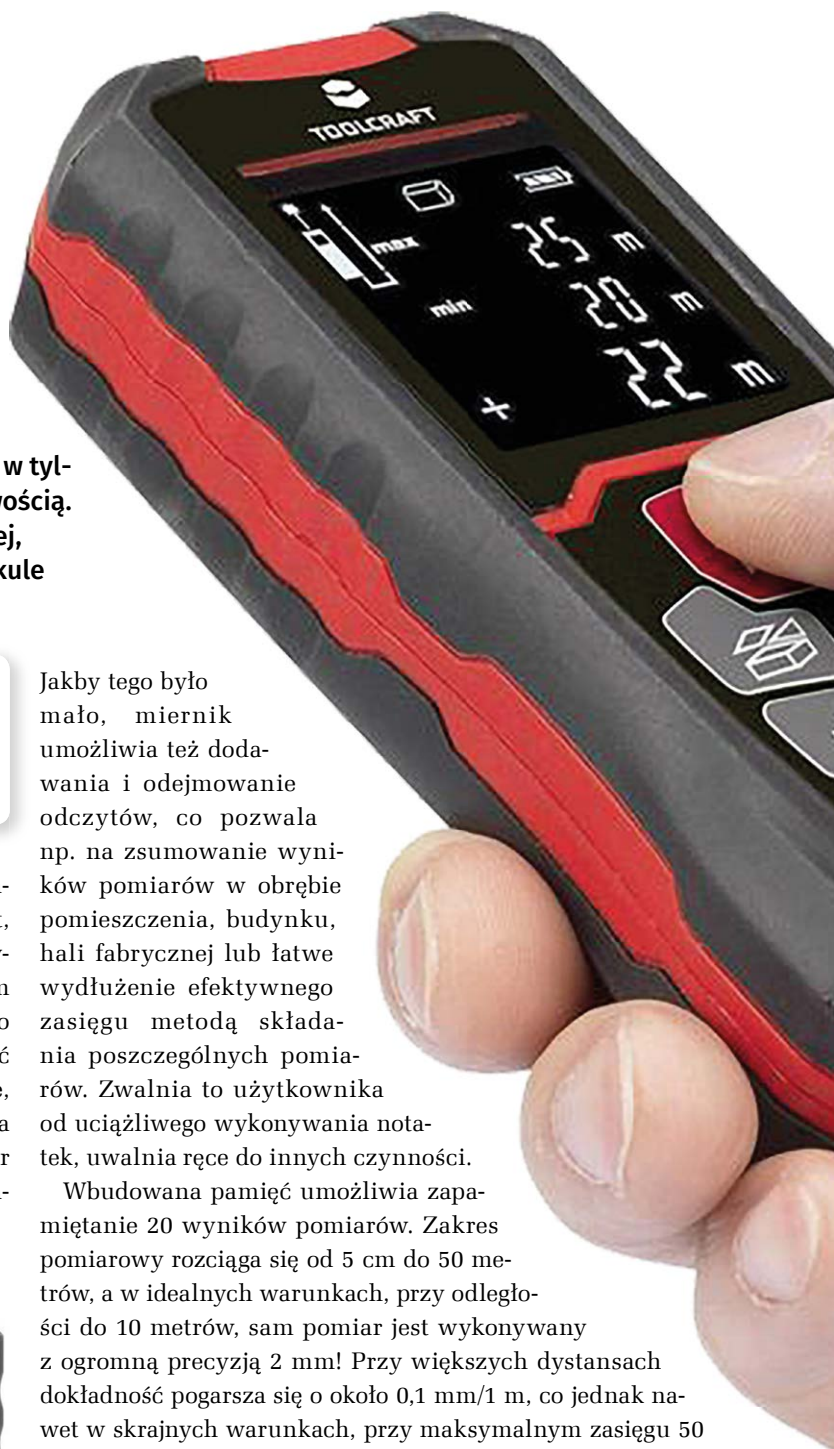 TOOLCRAFT
max
25 m
min
20 m
+ 22 m
w tyl-
wością.
ej,
kule
Jakby tego było
mało, miernik
umożliwia też doda-
wania i odejmowanie
odczytów, co pozwala
np. na zsumowanie wyni-
ków pomiarów w obrębie
pomieszczenia, budynku,
hali fabrycznej lub łatwe
wydłużenie efektywnego
zasięgu metodą składa-
nia poszczególnych pomia-
rów. Zwalnia to użytkownika
od uciążliwego wykonywania nota-
tek, uwalnia ręce do innych czynności.
Wbudowana pamięć umożliwia zapa-
miętanie 20 wyników pomiarów. Zakres
pomiarowy rozciąga się od 5 cm do 50 me-
trów, a w idealnych warunkach, przy odległo-
ści do 10 metrów, sam pomiar jest wykonywany
z ogromną precyzją 2 mm! Przy większych dystansach
dokładność pogarsza się o około 0,1 mm/1 m, co jednak na-
wet w skrajnych warunkach, przy maksymalnym zasięgu 50